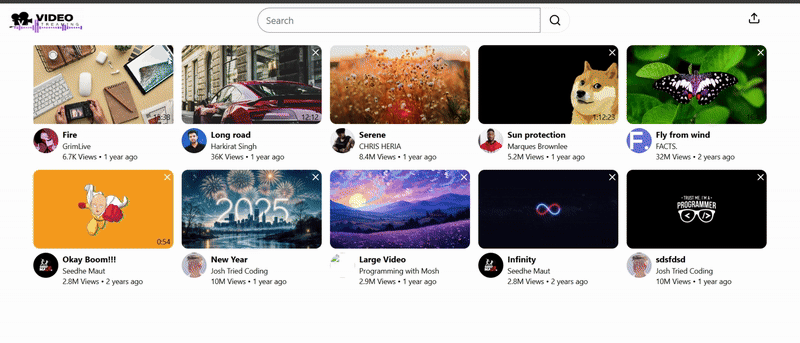 VIDEO
STREAMING
Search
12:12
1:12:23
Fire
GrimLive
6.7K Views • 1 year ago
Long road
Harkirat Singh
36K Views • 1 year ago
Serene
CHRIS HERIA
8.4M Views • 1 year ago
Sun protection
Marques Brownlee
5.2M Views • 1 year ago
F.
Fly from wind
FACTS.
32M Views • 2 years ago
0:54
2025
TRUST ME, I'M A
PROGRAMMER
< />
Okay Boom!!!
Seedhe Maut
2.8M Views • 2 years ago
New Year
Josh Tried Coding
10M Views • 1 year ago
Large Video
Programming with Mosh
2.9M Views • 1 year ago
Infinity
Seedhe Maut
2.8M Views • 2 years ago
sdsfdsd
Josh Tried Coding
10M Views • 1 year ago